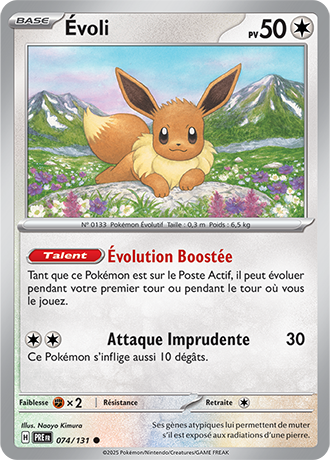 BASE Évoli PV 50
N° 0133 Pokémon Évolutif Taille : 0,3 m Poids : 6,5 kg
Talent Évolution Boostée
Tant que ce Pokémon est sur le Poste Actif, il peut évoluer
pendant votre premier tour ou pendant le tour où vous
le jouez.
Attaque Imprudente 30
Ce Pokémon s'inflige aussi 10 dégâts.
Faiblesse ×2 Résistance Retraite
Illus. Naoyo Kimura
H PRE FR 074/131
Ses gènes atypiques lui permettent de muter
s'il est exposé aux radiations d'une pierre.
©2025 Pokémon/Nintendo/Creatures/GAME FREAK